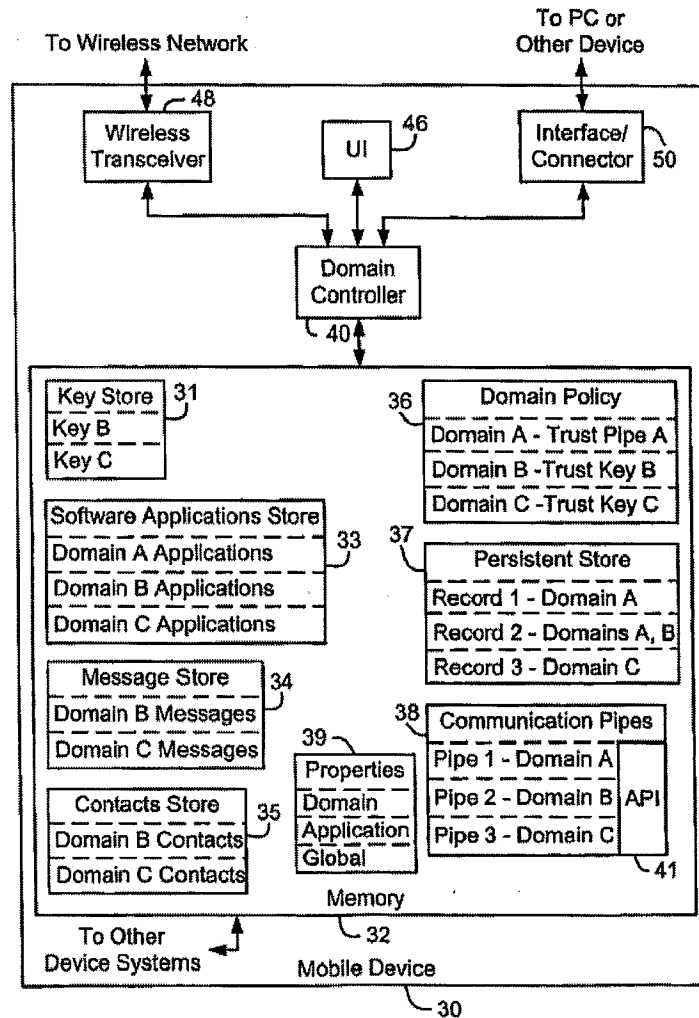 To Wireless Network
To PC or
Other Device
48
Wireless
Transceiver
46
UI
Interface/
Connector
50
Domain
Controller
40
Key Store
Key B
Key C
31
36
Domain Policy
Domain A - Trust Pipe A
Domain B -Trust Key B
Domain C -Trust Key C
Software Applications Store
Domain A Applications
Domain B Applications
Domain C Applications
33
37
Persistent Store
Record 1 - Domain A
Record 2 - Domains A, B
Record 3 - Domain C
Message Store
Domain B Messages
Domain C Messages
34
38
Communication Pipes
Pipe 1 - Domain A
Pipe 2 - Domain B
Pipe 3 - Domain C
API
41
39
Properties
Domain
Application
Global
Contacts Store
Domain B Contacts
Domain C Contacts
35
Memory
32
To Other
Device Systems
Mobile Device
30